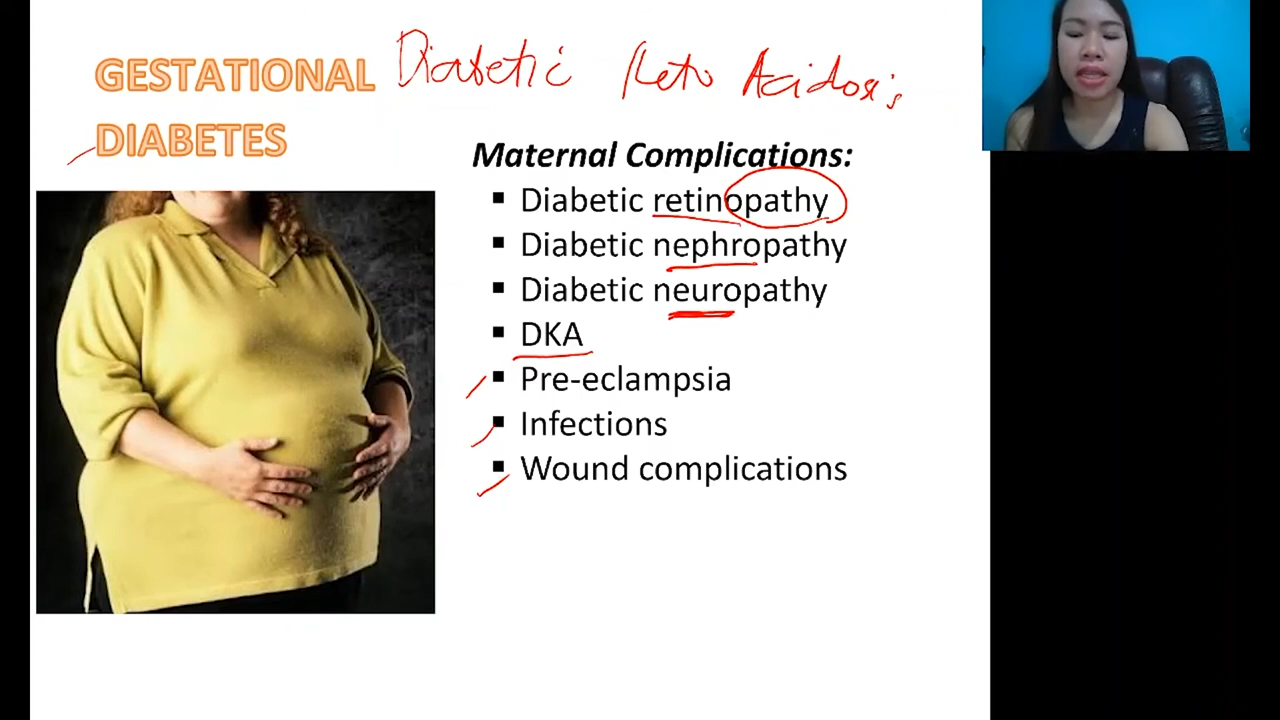 GESTATIONAL
DIABETES
Diabetic Keto Acidosis
Maternal Complications:
▪ Diabetic retinopathy
▪ Diabetic nephropathy
▪ Diabetic neuropathy
▪ DKA
▪ Pre-eclampsia
▪ Infections
▪ Wound complications